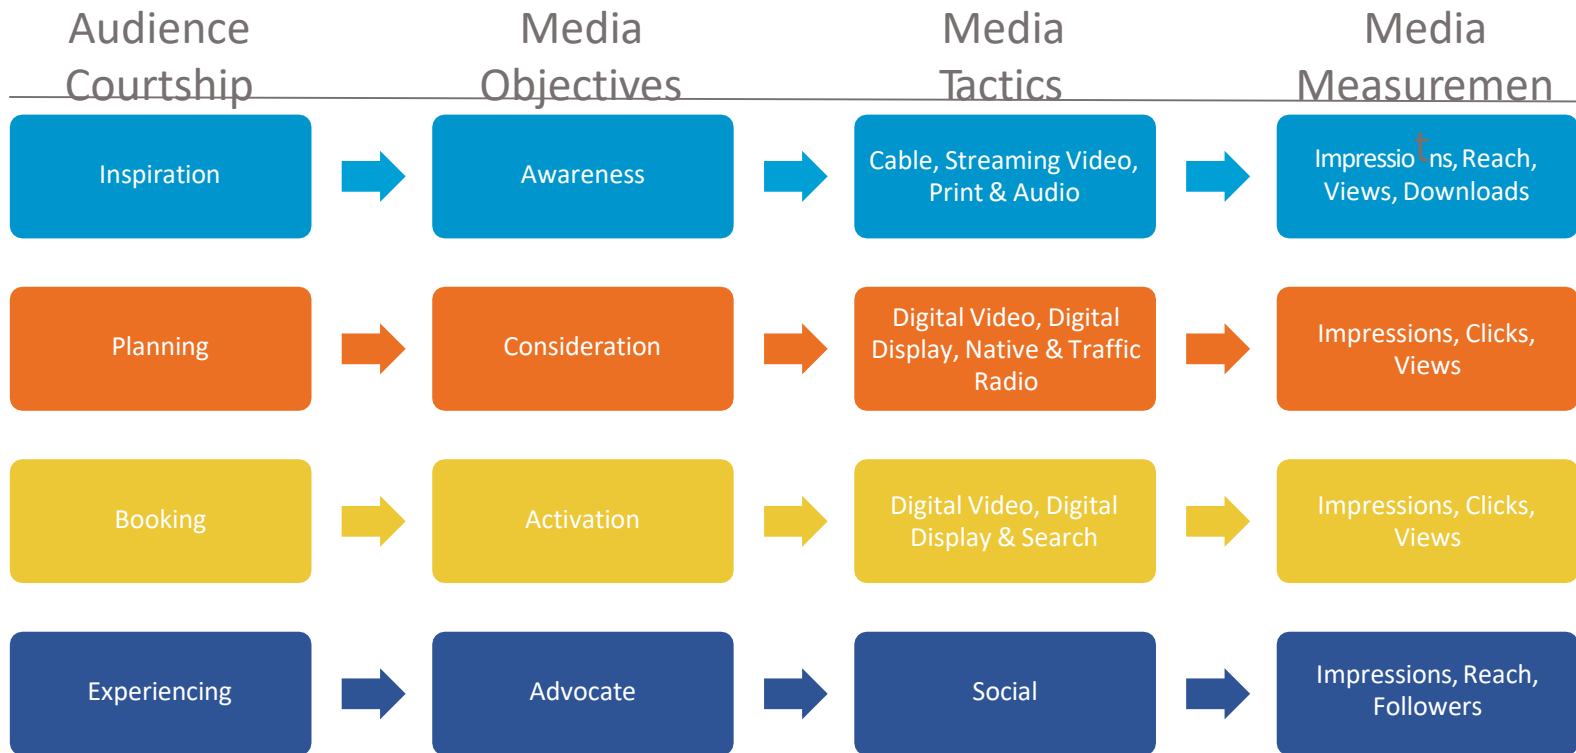 Audience
Courtship
Media
Objectives
Media
Tactics
Media
Measuremen
t
Inspiration
Awareness
Cable, Streaming Video,
Print & Audio
Impressions, Reach,
Views, Downloads
Planning
Consideration
Digital Video, Digital
Display, Native & Traffic
Radio
Impressions, Clicks,
Views
Booking
Activation
Digital Video, Digital
Display & Search
Impressions, Clicks,
Views
Experiencing
Advocate
Social
Impressions, Reach,
Followers